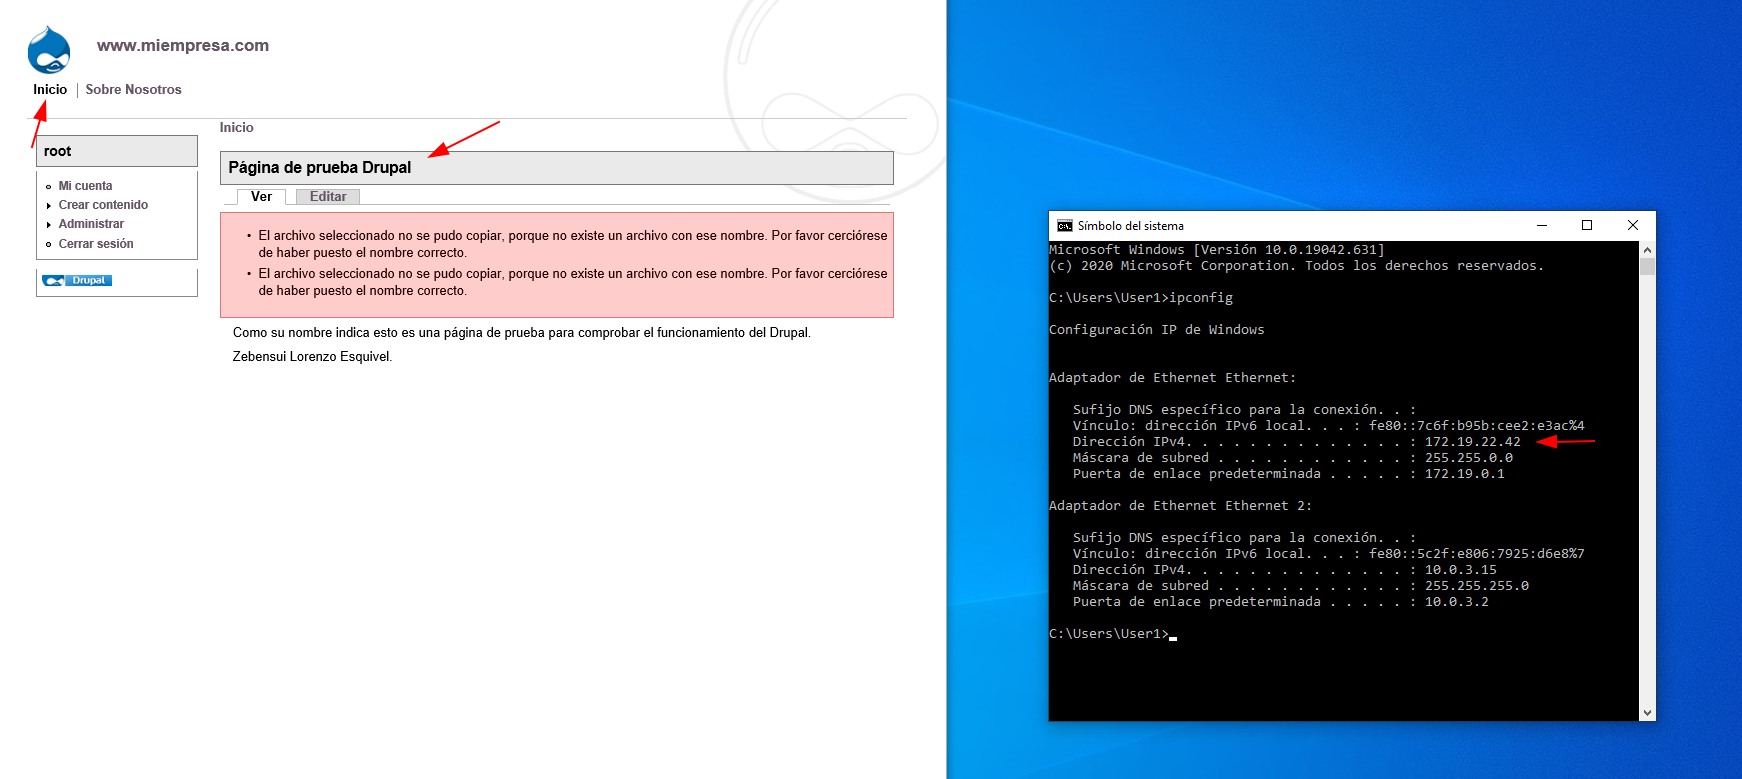 www.miempresa.com
Inicio
Sobre Nosotros
root
Mi cuenta
Crear contenido
Administrar
Cerrar sesión
Drupal
Inicio
Página de prueba Drupal
Ver
Editar
• El archivo seleccionado no se pudo copiar, porque no existe un archivo con ese nombre. Por favor cerciórese
de haber puesto el nombre correcto.
• El archivo seleccionado no se pudo copiar, porque no existe un archivo con ese nombre. Por favor cerciórese
de haber puesto el nombre correcto.
Como su nombre indica esto es una página de prueba para comprobar el funcionamiento del Drupal.
Zebensui Lorenzo Esquivel.
Símbolo del sistema
Microsoft Windows [Versión 10.0.19042.631]
(c) 2020 Microsoft Corporation. Todos los derechos reservados.
C:\Users\User1>ipconfig
Configuración IP de Windows
Adaptador de Ethernet Ethernet:
Sufijo DNS específico para la conexión. . :
Vínculo: dirección IPv6 local. . . : fe80::7c6f:b95b:cee2:e3ac%4
Dirección IPv4. . . . . . . . . . . . . . : 172.19.22.42
Máscara de subred . . . . . . . . . . . . : 255.255.0.0
Puerta de enlace predeterminada . . . . . : 172.19.0.1
Adaptador de Ethernet Ethernet 2:
Sufijo DNS específico para la conexión. . :
Vínculo: dirección IPv6 local. . . : fe80::5c2f:e806:7925:d6e8%7
Dirección IPv4. . . . . . . . . . . . . . : 10.0.3.15
Máscara de subred . . . . . . . . . . . . : 255.255.255.0
Puerta de enlace predeterminada . . . . . : 10.0.3.2
C:\Users\User1>